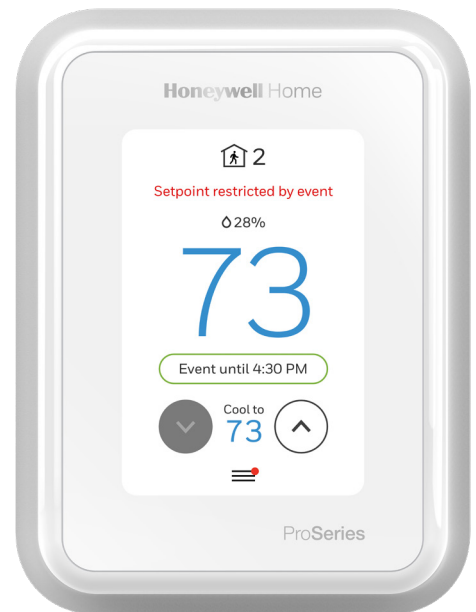 Honeywell Home
2
Setpoint restricted by event
28%
73
Event until 4:30 PM
Cool to
73
ProSeries